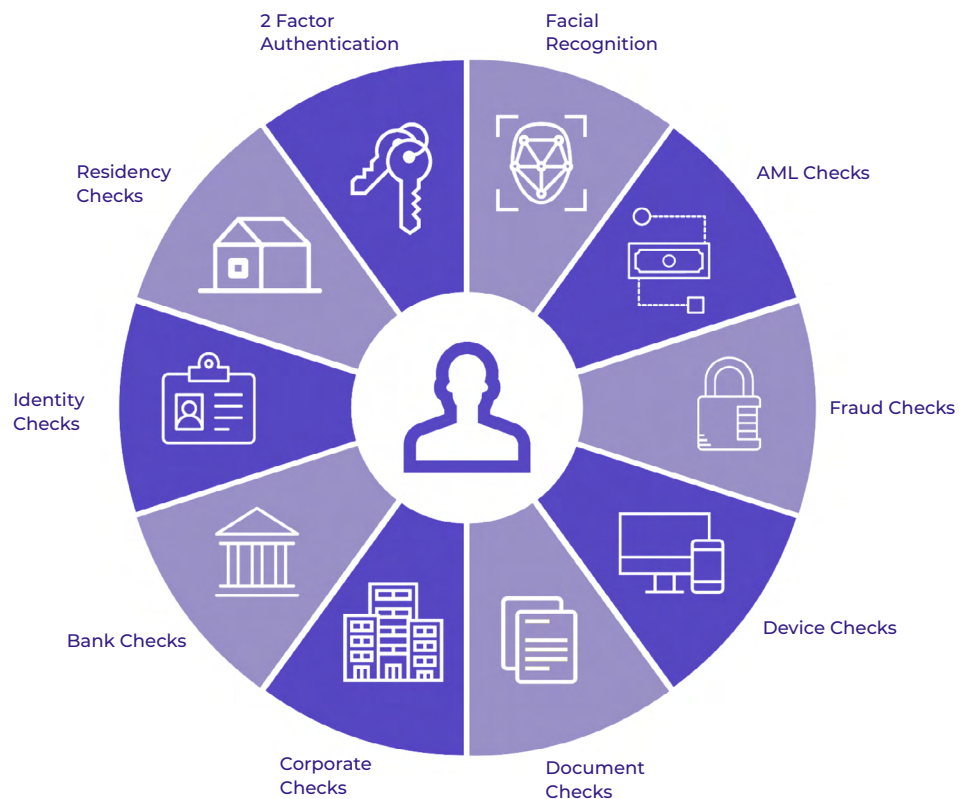 2 Factor
Authentication
Facial
Recognition
AML Checks
Fraud Checks
Device Checks
Document
Checks
Corporate
Checks
Bank Checks
Identity
Checks
Residency
Checks